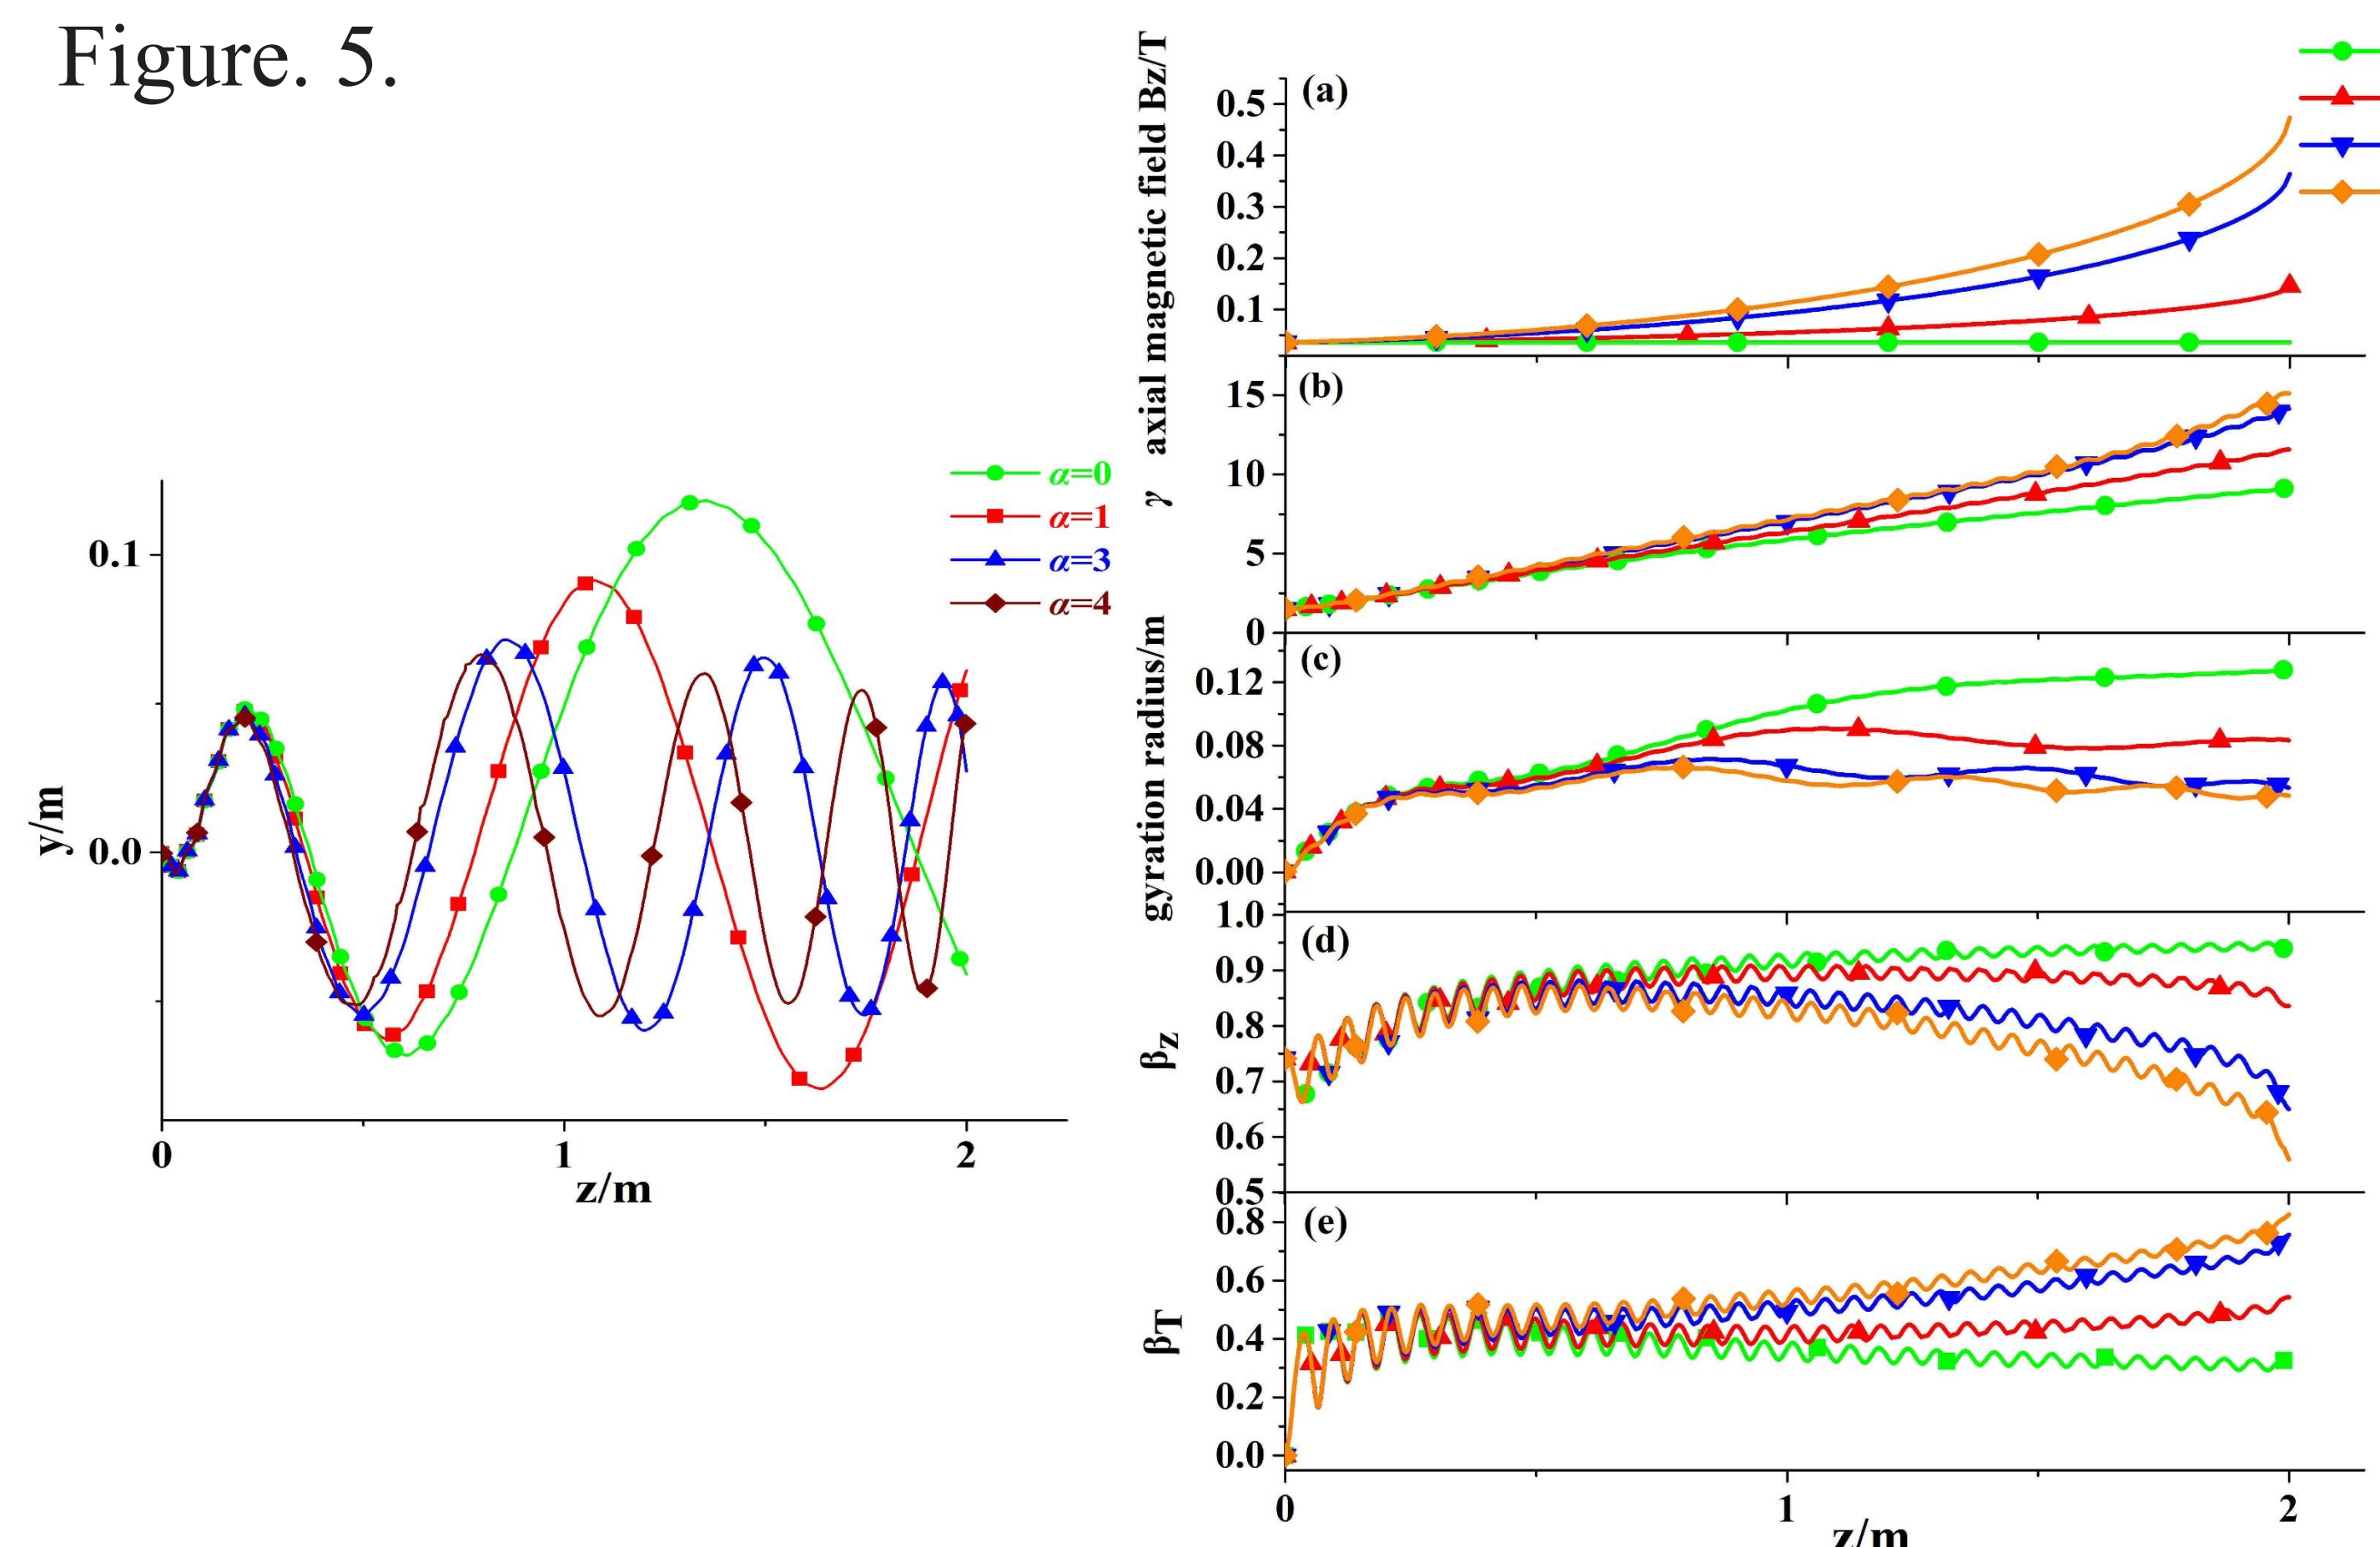 Figure. 5.
α=0
α=1
α=3
α=4
y/m
0.1
0.0
0
1
2
z/m
(a)
axial magnetic field Bz/T
0.5
0.4
0.3
0.2
0.1
(b)
γ
15
10
5
0
(c)
gyration radius/m
0.12
0.08
0.04
0.00
(d)
βz
1.0
0.9
0.8
0.7
0.6
0.5
(e)
βT
0.8
0.6
0.4
0.2
0.0
0
1
2
z/m